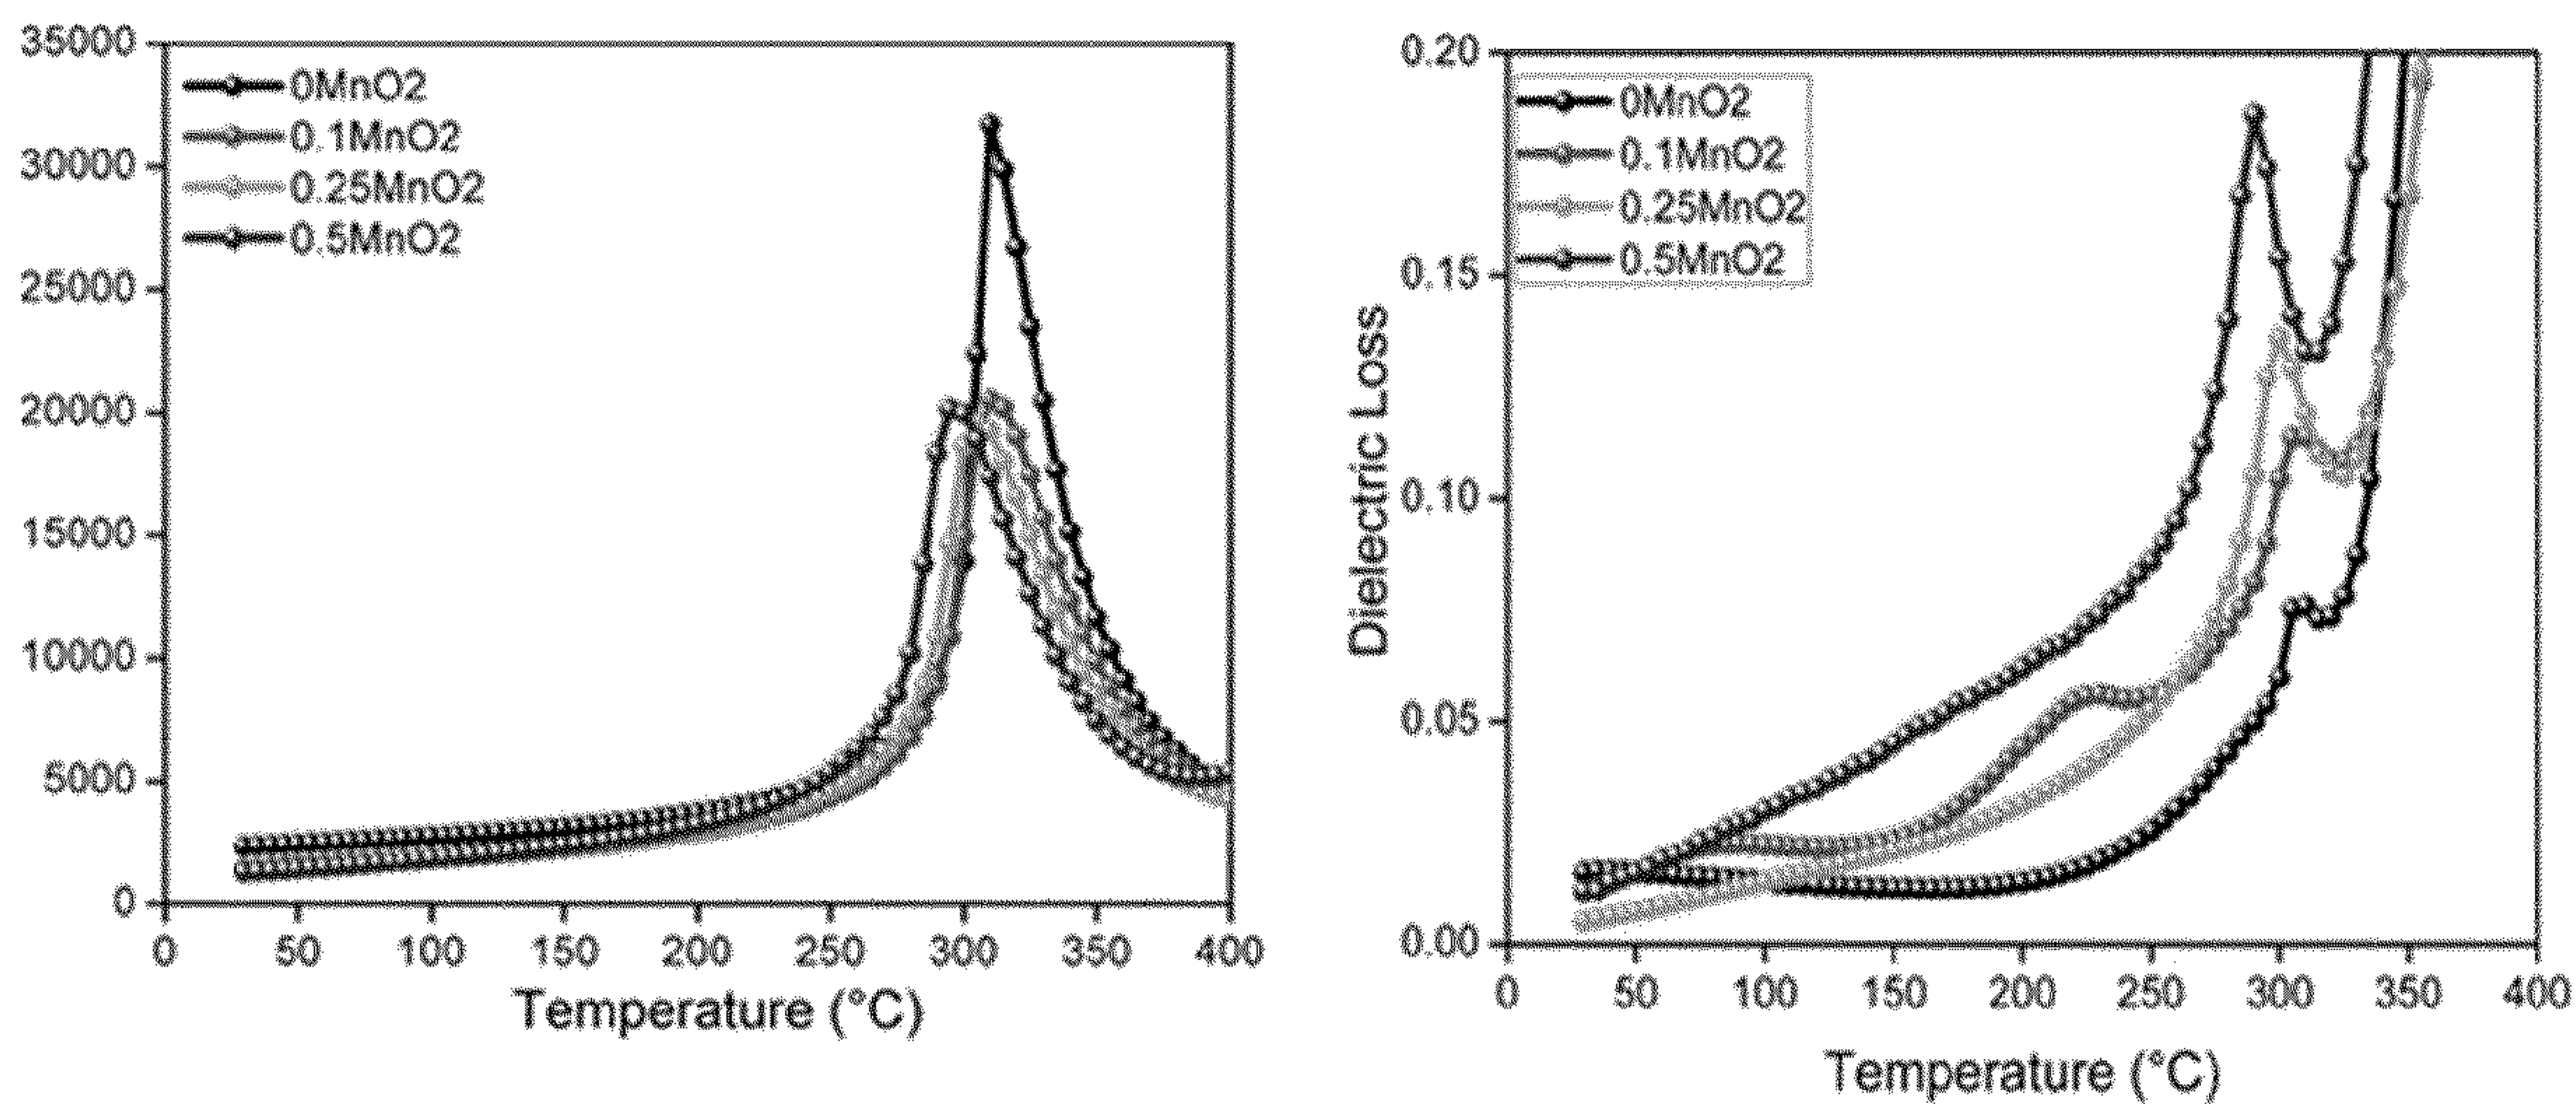 35000
30000
25000
20000
15000
10000
5000
0
0MnO2
0.1MnO2
0.25MnO2
0.5MnO2
0 50 100 150 200 250 300 350 400
Temperature (°C)
Dielectric Loss
0.20
0.15
0.10
0.05
0.00
0MnO2
0.1MnO2
0.25MnO2
0.5MnO2
0 50 100 150 200 250 300 350 400
Temperature (°C)